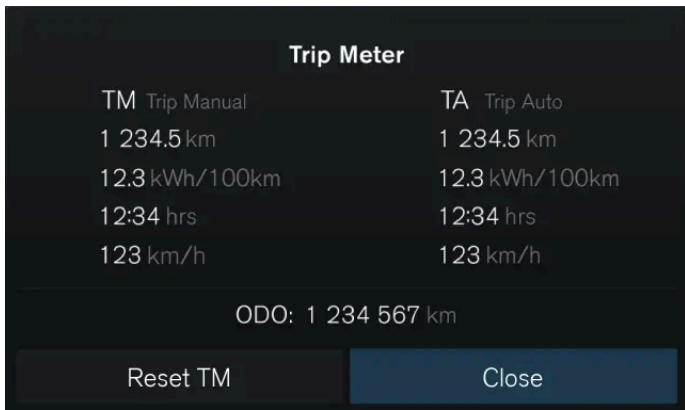 Trip Meter
TM Trip Manual
1 234.5 km
12.3 kWh/100km
12:34 hrs
123 km/h
TA Trip Auto
1 234.5 km
12.3 kWh/100km
12:34 hrs
123 km/h
ODO: 1 234 567 km
Reset TM
Close